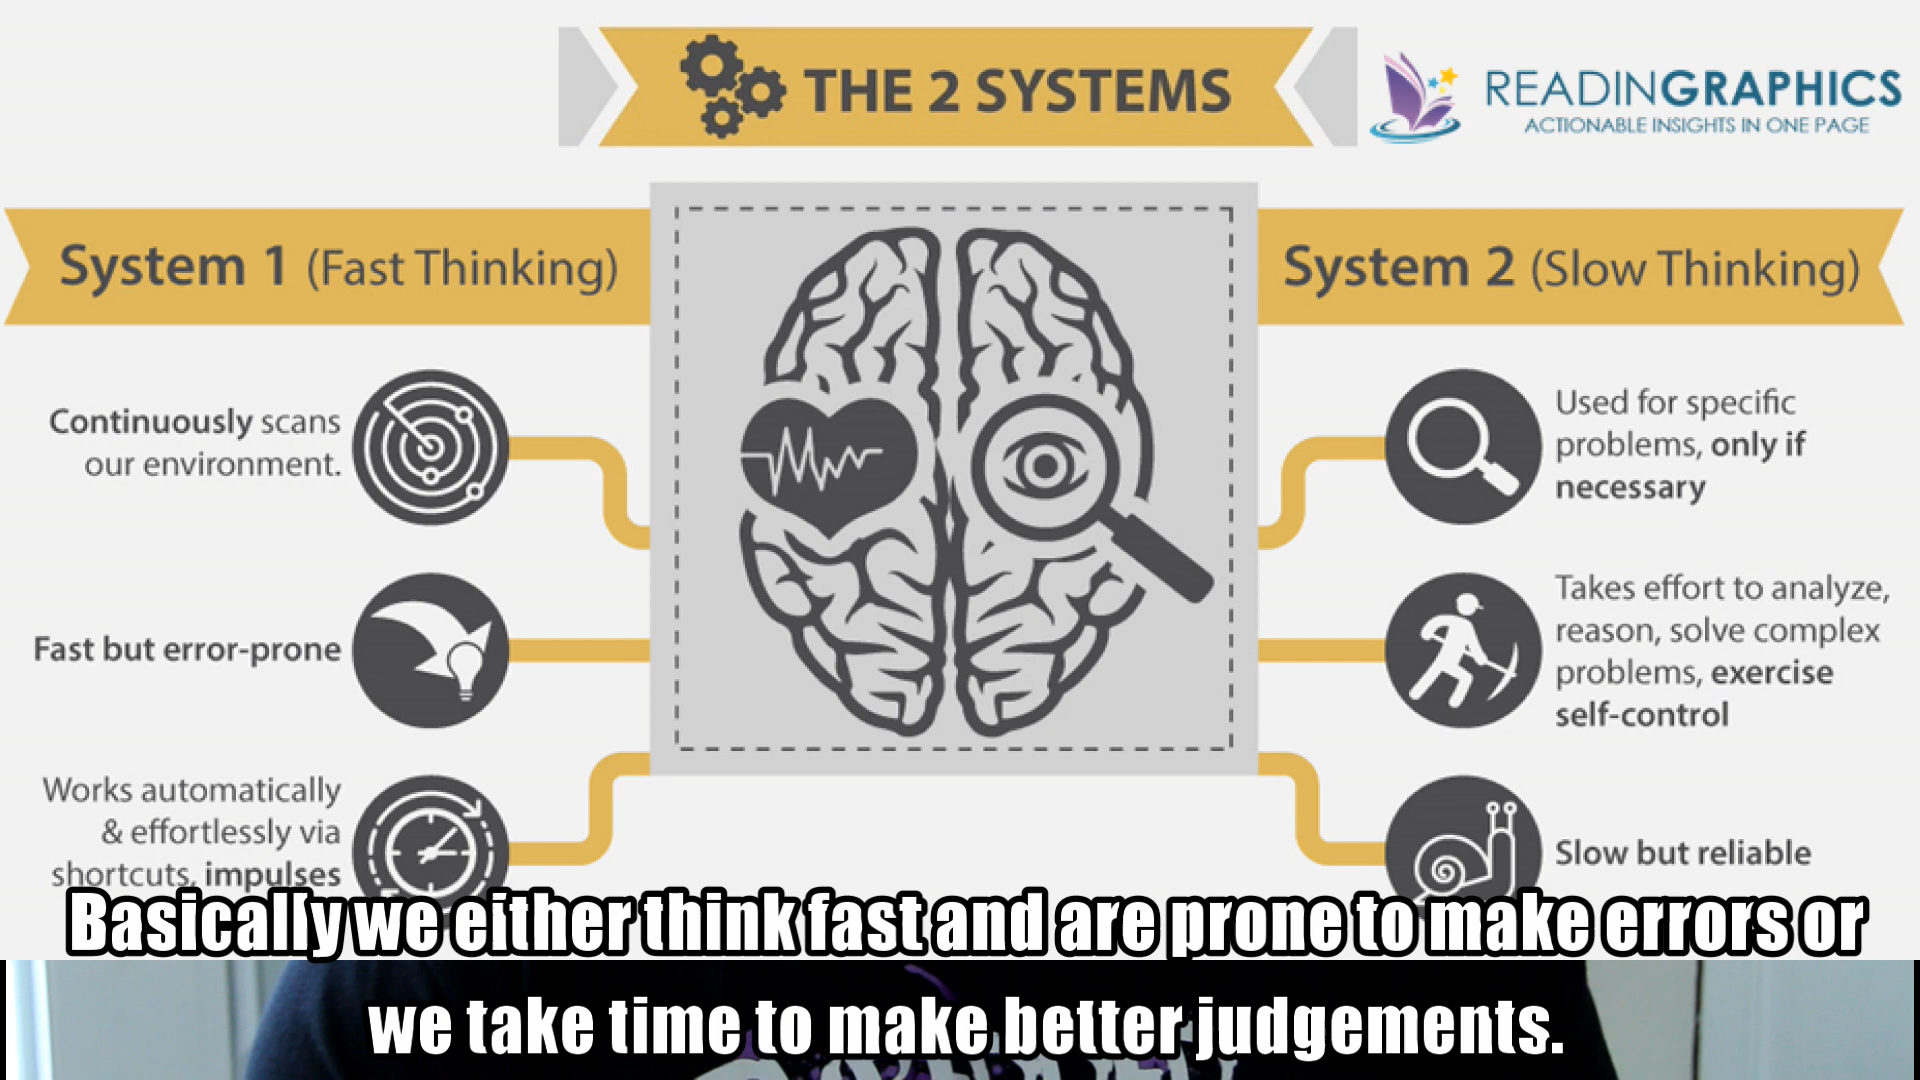 THE 2 SYSTEMS
READINGRAPHICS
ACTIONABLE INSIGHTS IN ONE PAGE
System 1 (Fast Thinking)
System 2 (Slow Thinking)
Continuously scans
our environment.
Fast but error-prone
Works automatically
& effortlessly via
shortcuts, impulses
Used for specific
problems, only if
necessary
Takes effort to analyze,
reason, solve complex
problems, exercise
self-control
Slow but reliable
Basically we either think fast and are prone to make errors or
we take time to make better judgements.